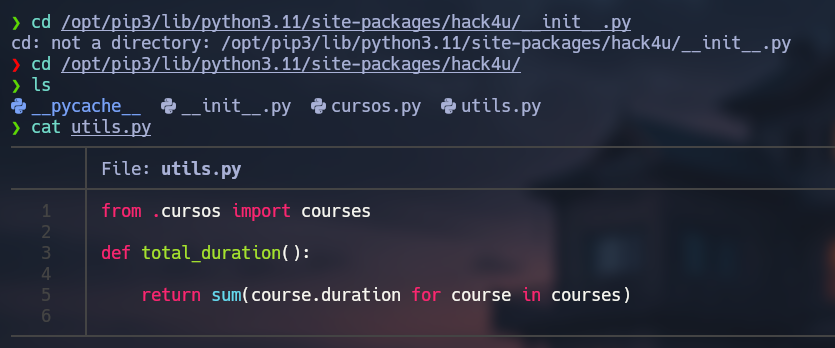 ❯ cd /opt/pip3/lib/python3.11/site-packages/hack4u/__init__.py
cd: not a directory: /opt/pip3/lib/python3.11/site-packages/hack4u/__init__.py
❯ cd /opt/pip3/lib/python3.11/site-packages/hack4u/
❯ ls
__pycache__ __init__.py cursos.py utils.py
❯ cat utils.py
File: utils.py
1 from .cursos import courses
2
3 def total_duration():
4
5     return sum(course.duration for course in courses)
6